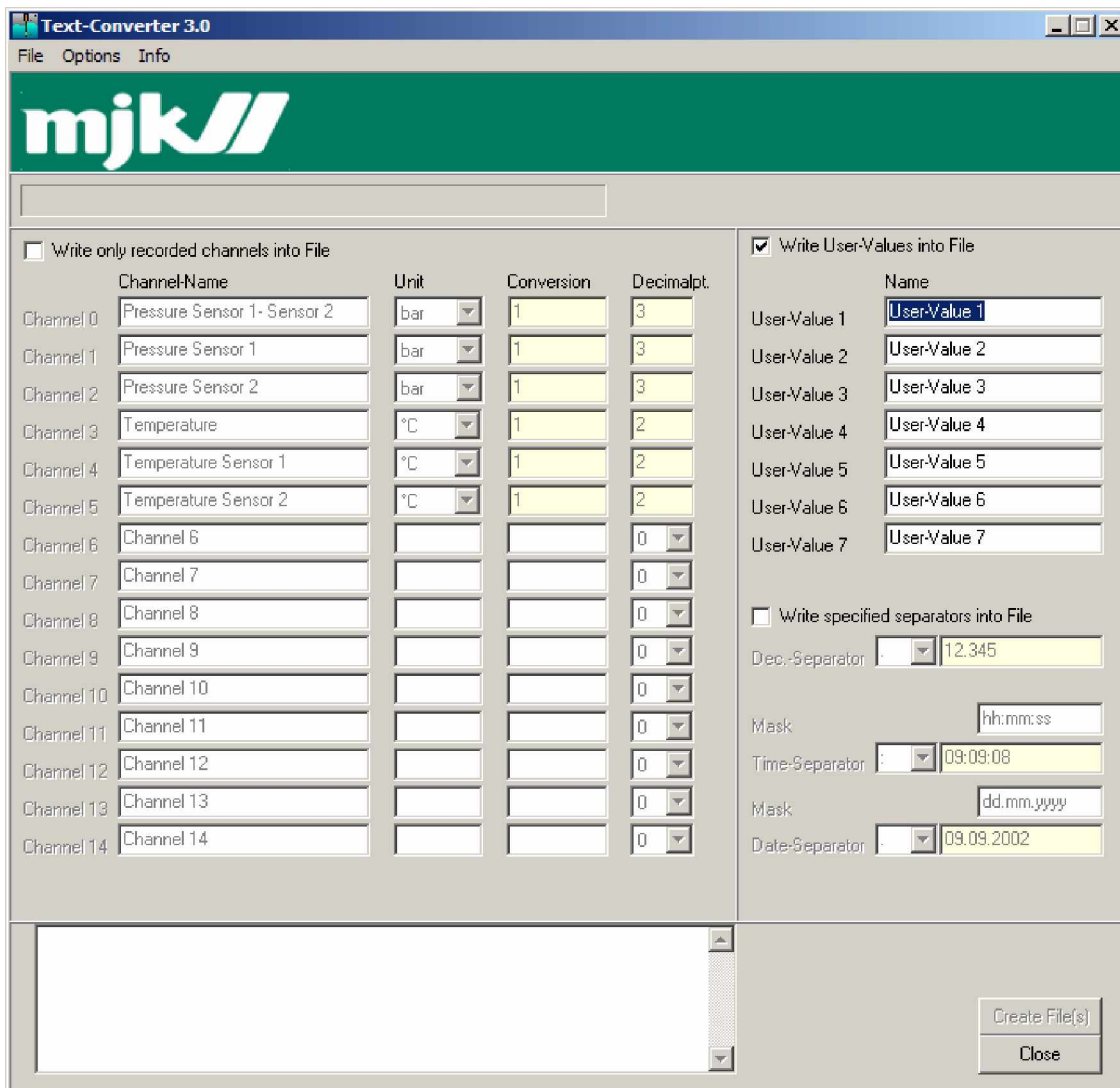 Text-Converter 3.0
File Options Info
mjk
Write only recorded channels into File
Channel-Name Unit Conversion Decimalpt.
Channel 0 Pressure Sensor 1- Sensor 2 bar 1 3
Channel 1 Pressure Sensor 1 bar 1 3
Channel 2 Pressure Sensor 2 bar 1 3
Channel 3 Temperature °C 1 2
Channel 4 Temperature Sensor 1 °C 1 2
Channel 5 Temperature Sensor 2 °C 1 2
Channel 6 Channel 6 0
Channel 7 Channel 7 0
Channel 8 Channel 8 0
Channel 9 Channel 9 0
Channel 10 Channel 10 0
Channel 11 Channel 11 0
Channel 12 Channel 12 0
Channel 13 Channel 13 0
Channel 14 Channel 14 0
Write User-Values into File
Name
User-Value 1 User-Value 1
User-Value 2 User-Value 2
User-Value 3 User-Value 3
User-Value 4 User-Value 4
User-Value 5 User-Value 5
User-Value 6 User-Value 6
User-Value 7 User-Value 7
Write specified separators into File
Dec.-Separator . 12.345
Mask hh:mm:ss
Time-Separator : 09:09:08
Mask dd.mm.yyyy
Date-Separator . 09.09.2002
Create File(s)
Close